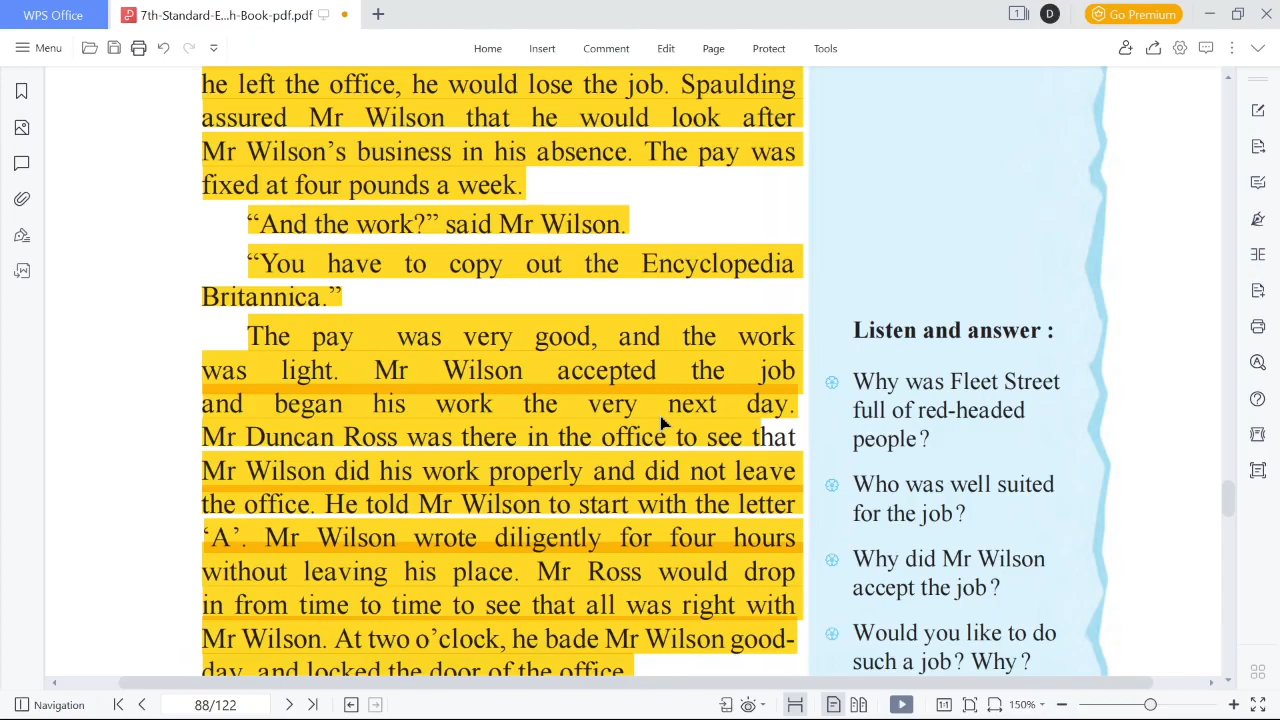 WPS Office
7th-Standard-E...h-Book-pdf.pdf
1
D
Go Premium
Menu
Home
Insert
Comment
Edit
Page
Protect
Tools
he left the office, he would lose the job. Spaulding
assured Mr Wilson that he would look after
Mr Wilson’s business in his absence. The pay was
fixed at four pounds a week.
“And the work?” said Mr Wilson.
“You have to copy out the Encyclopedia
Britannica.”
The pay was very good, and the work
was light. Mr Wilson accepted the job
and began his work the very next day.
Mr Duncan Ross was there in the office to see that
Mr Wilson did his work properly and did not leave
the office. He told Mr Wilson to start with the letter
‘A’. Mr Wilson wrote diligently for four hours
without leaving his place. Mr Ross would drop
in from time to time to see that all was right with
Mr Wilson. At two o’clock, he bade Mr Wilson good-
day, and locked the door of the office.
Listen and answer :
Why was Fleet Street
full of red-headed
people?
Who was well suited
for the job?
Why did Mr Wilson
accept the job?
Would you like to do
such a job? Why?
Navigation
88/122
1:1
150%